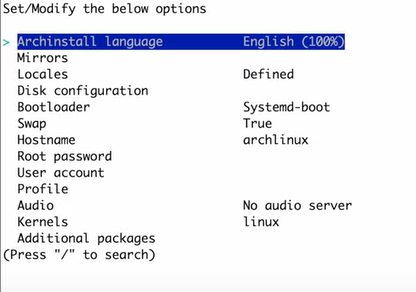 Set/Modify the below options
> Archinstall language English (100%)
Mirrors
Locales Defined
Disk configuration
Bootloader Systemd-boot
Swap True
Hostname archlinux
Root password
User account
Profile
Audio No audio server
Kernels linux
Additional packages
(Press "/" to search)